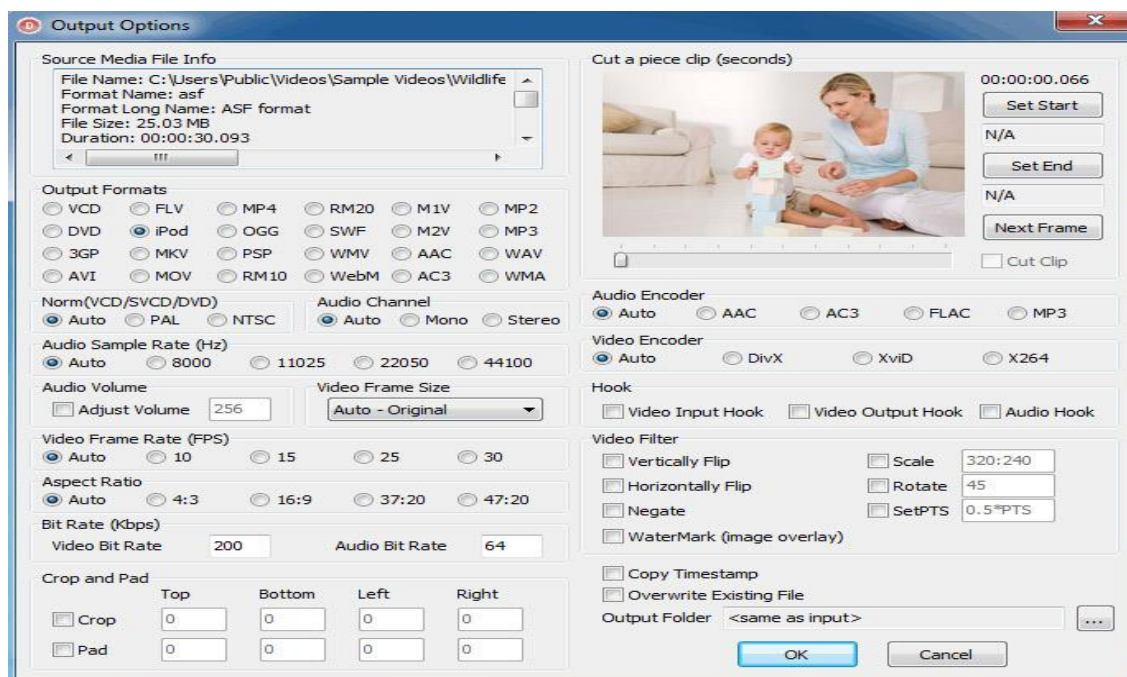 Output Options
Source Media File Info
File Name: C:\Users\Public\Videos\Sample Videos\Wildlife
Format Name: asf
Format Long Name: ASF format
File Size: 25.03 MB
Duration: 00:00:30.093
Output Formats
VCD FLV MP4 RM20 M1V MP2
DVD iPod OGG SWF M2V MP3
3GP MKV PSP WMV AAC WAV
AVI MOV RM10 WebM AC3 WMA
Norm(VCD/SVCD/DVD) Audio Channel
Auto PAL NTSC Auto Mono Stereo
Audio Sample Rate (Hz)
Auto 8000 11025 22050 44100
Audio Volume Video Frame Size
Adjust Volume 256 Auto - Original
Video Frame Rate (FPS)
Auto 10 15 25 30
Aspect Ratio
Auto 4:3 16:9 37:20 47:20
Bit Rate (Kbps)
Video Bit Rate 200 Audio Bit Rate 64
Crop and Pad
Top Bottom Left Right
Crop 0 0 0 0
Pad 0 0 0 0
Cut a piece clip (seconds)
00:00:00.066
Set Start
N/A
Set End
N/A
Next Frame
Cut Clip
Audio Encoder
Auto AAC AC3 FLAC MP3
Video Encoder
Auto DivX XviD X264
Hook
Video Input Hook Video Output Hook Audio Hook
Video Filter
Vertically Flip Scale 320:240
Horizontally Flip Rotate 45
Negate SetPTS 0.5*PTS
WaterMark (image overlay)
Copy Timestamp
Overwrite Existing File
Output Folder <same as input> ...
OK Cancel